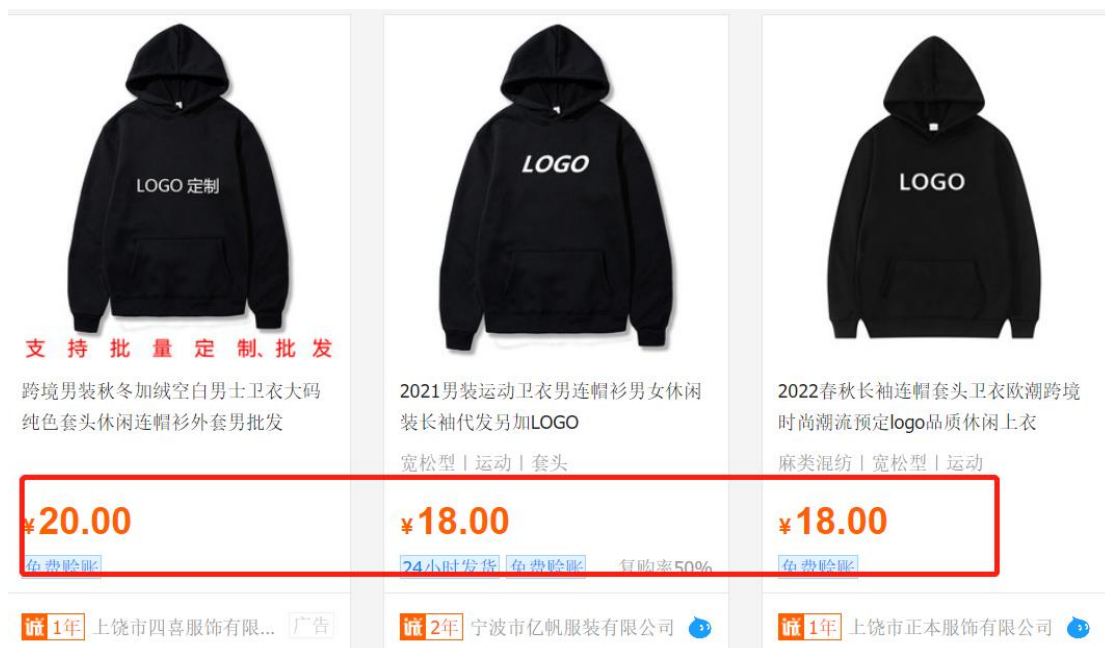 LOGO 定制
支持批量定制、批发
跨境男装秋冬加绒空白男士卫衣大码
纯色套头休闲连帽衫外套男批发
¥20.00
免费赊账
诚 1年 上饶市四喜服饰有限... 广告
LOGO
2021男装运动卫衣男连帽衫男女休闲
装长袖代发另加LOGO
宽松型 | 运动 | 套头
¥18.00
24小时发货 免费赊账 复购率50%
诚 2年 宁波市亿帆服装有限公司
LOGO
2022春秋长袖连帽套头卫衣欧潮跨境
时尚潮流预定logo品质休闲上衣
麻类混纺 | 宽松型 | 运动
¥18.00
免费赊账
诚 1年 上饶市正本服饰有限公司